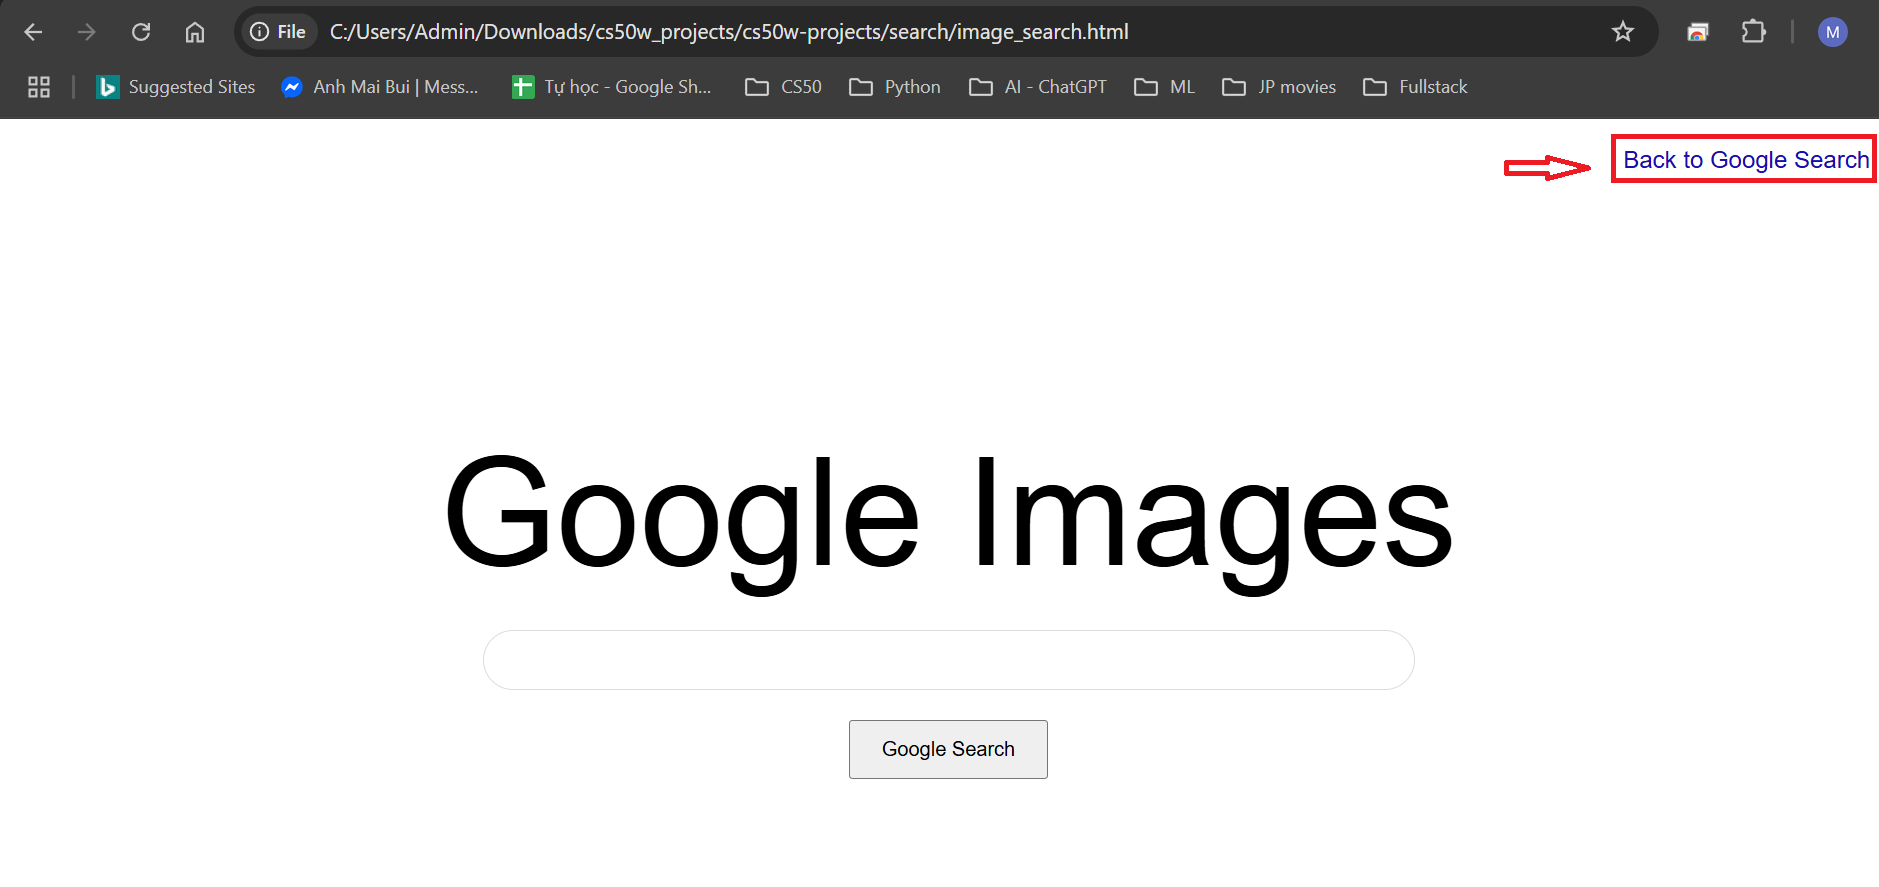 File C:/Users/Admin/Downloads/cs50w_projects/cs50w-projects/search/image_search.html M
Suggested Sites Anh Mai Bui | Mess... Tự học - Google Sh... CS50 Python AI - ChatGPT ML JP movies Fullstack
Back to Google Search
Google Images
Google Search